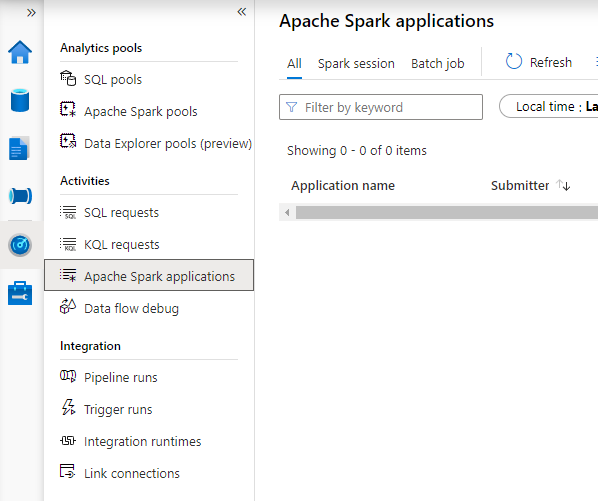 »
«
Analytics pools
SQL pools
Apache Spark pools
Data Explorer pools (preview)
Activities
SQL
SQL requests
KQL
KQL requests
Apache Spark applications
Data flow debug
Integration
Pipeline runs
Trigger runs
Integration runtimes
Link connections
Apache Spark applications
All Spark session Batch job Refresh
Filter by keyword Local time : La
Showing 0 - 0 of 0 items
Application name Submitter ↑↓